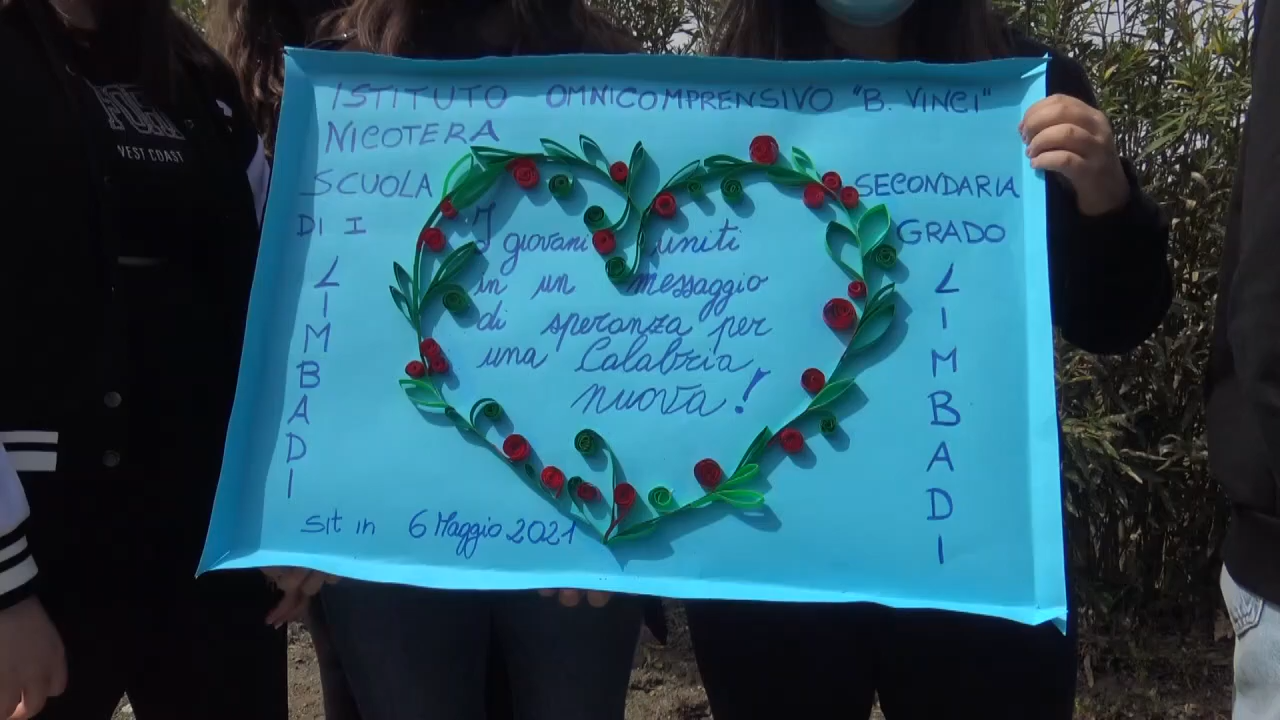 ISTITUTO OMNICOMPRENSIVO "B. VINCI"
NICOTERA
SCUOLA SECONDARIA
DI I GRADO
LIMBADI
LIMBADI
I giovani uniti
in un messaggio
di speranza per
una Calabria
nuova!
Sit in 6 Maggio 2021
WEST COAST